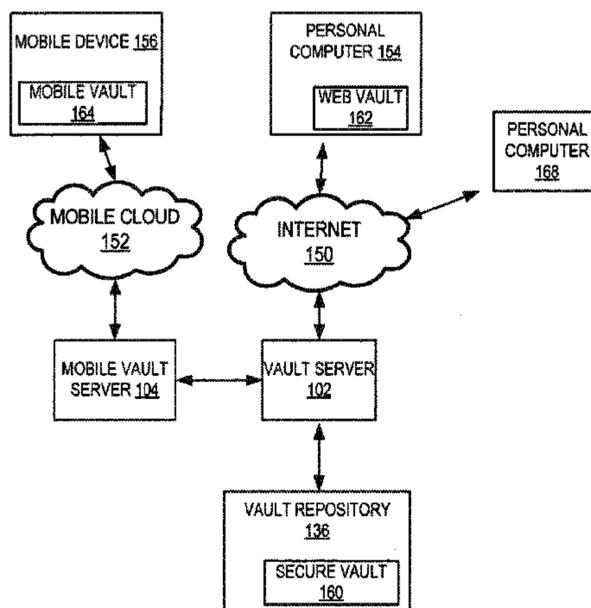 MOBILE DEVICE 156
MOBILE VAULT
164
PERSONAL
COMPUTER 154
WEB VAULT
162
PERSONAL
COMPUTER
168
MOBILE CLOUD
152
INTERNET
150
MOBILE VAULT
SERVER 104
VAULT SERVER
102
VAULT REPOSITORY
136
SECURE VAULT
160